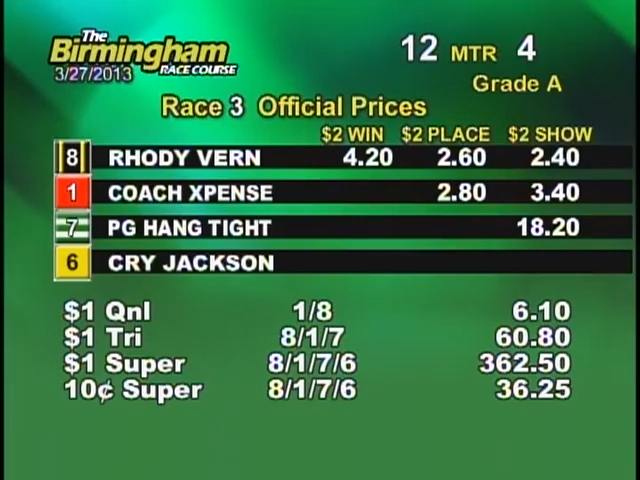 The
Birmingham
RACE COURSE
3/27/2013
12 MTR 4
Grade A
Race 3 Official Prices
$2 WIN $2 PLACE $2 SHOW
8 RHODY VERN 4.20 2.60 2.40
1 COACH XPENSE 2.80 3.40
7 PG HANG TIGHT 18.20
6 CRY JACKSON
$1 Qnl 1/8 6.10
$1 Tri 8/1/7 60.80
$1 Super 8/1/7/6 362.50
10¢ Super 8/1/7/6 36.25